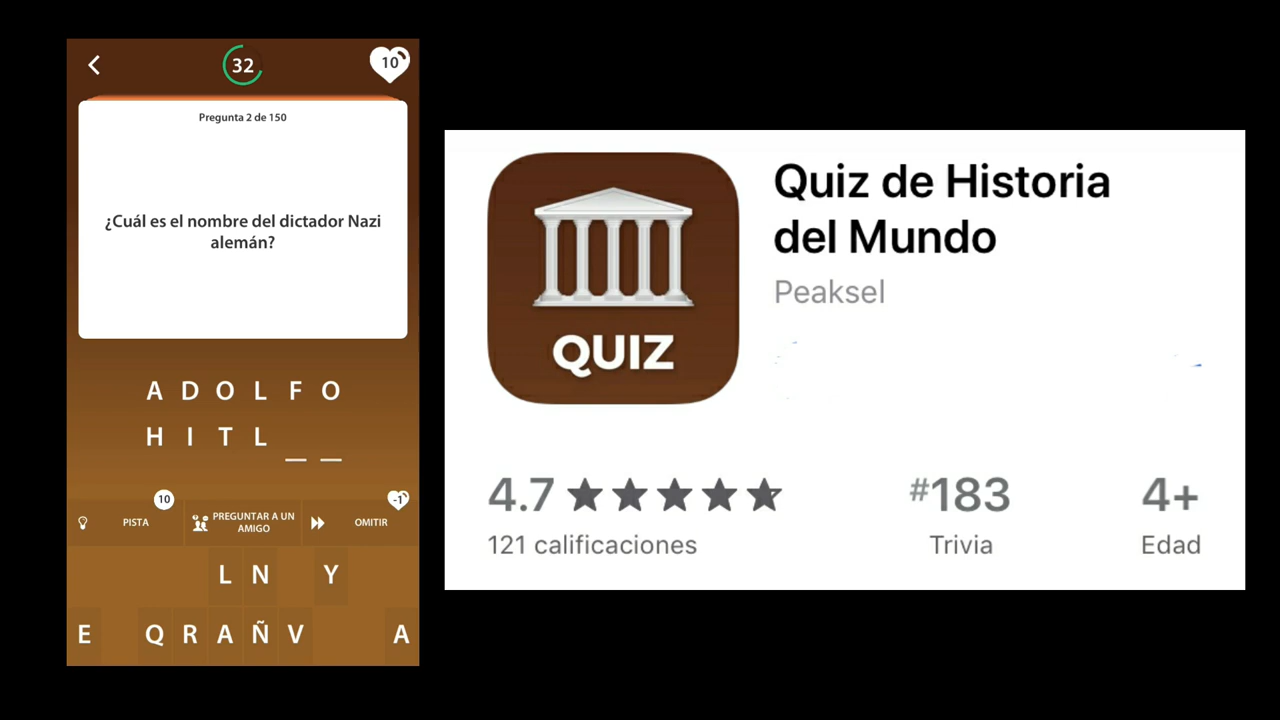 32
10
Pregunta 2 de 150
¿Cuál es el nombre del dictador Nazi
alemán?
A D O L F O
H I T L _ _
10
PISTA
PREGUNTAR A UN
AMIGO
-1
OMITIR
L N Y
E Q R A Ñ V A
QUIZ
Quiz de Historia
del Mundo
Peaksel
4.7
121 calificaciones
#183
Trivia
4+
Edad